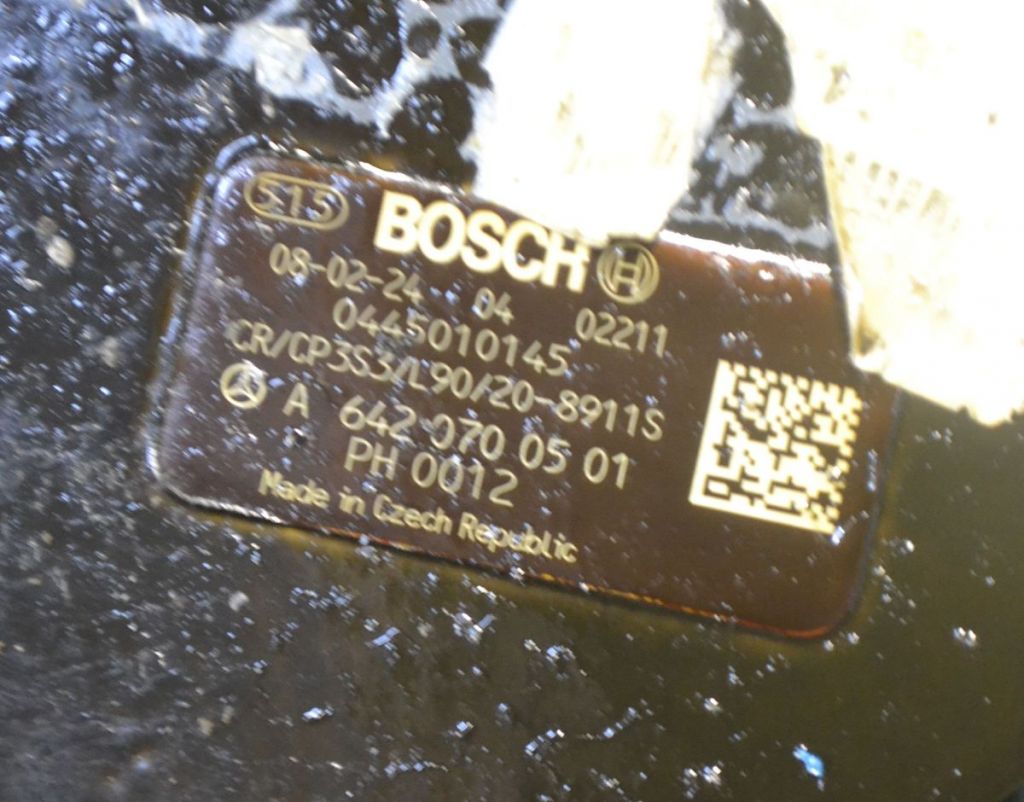 515 BOSCH
08-02-24 04 02211
0445010145
CR/CP3S3/L90/20-8911S
A 642 070 05 01
PH 0012
Made in Czech Republic